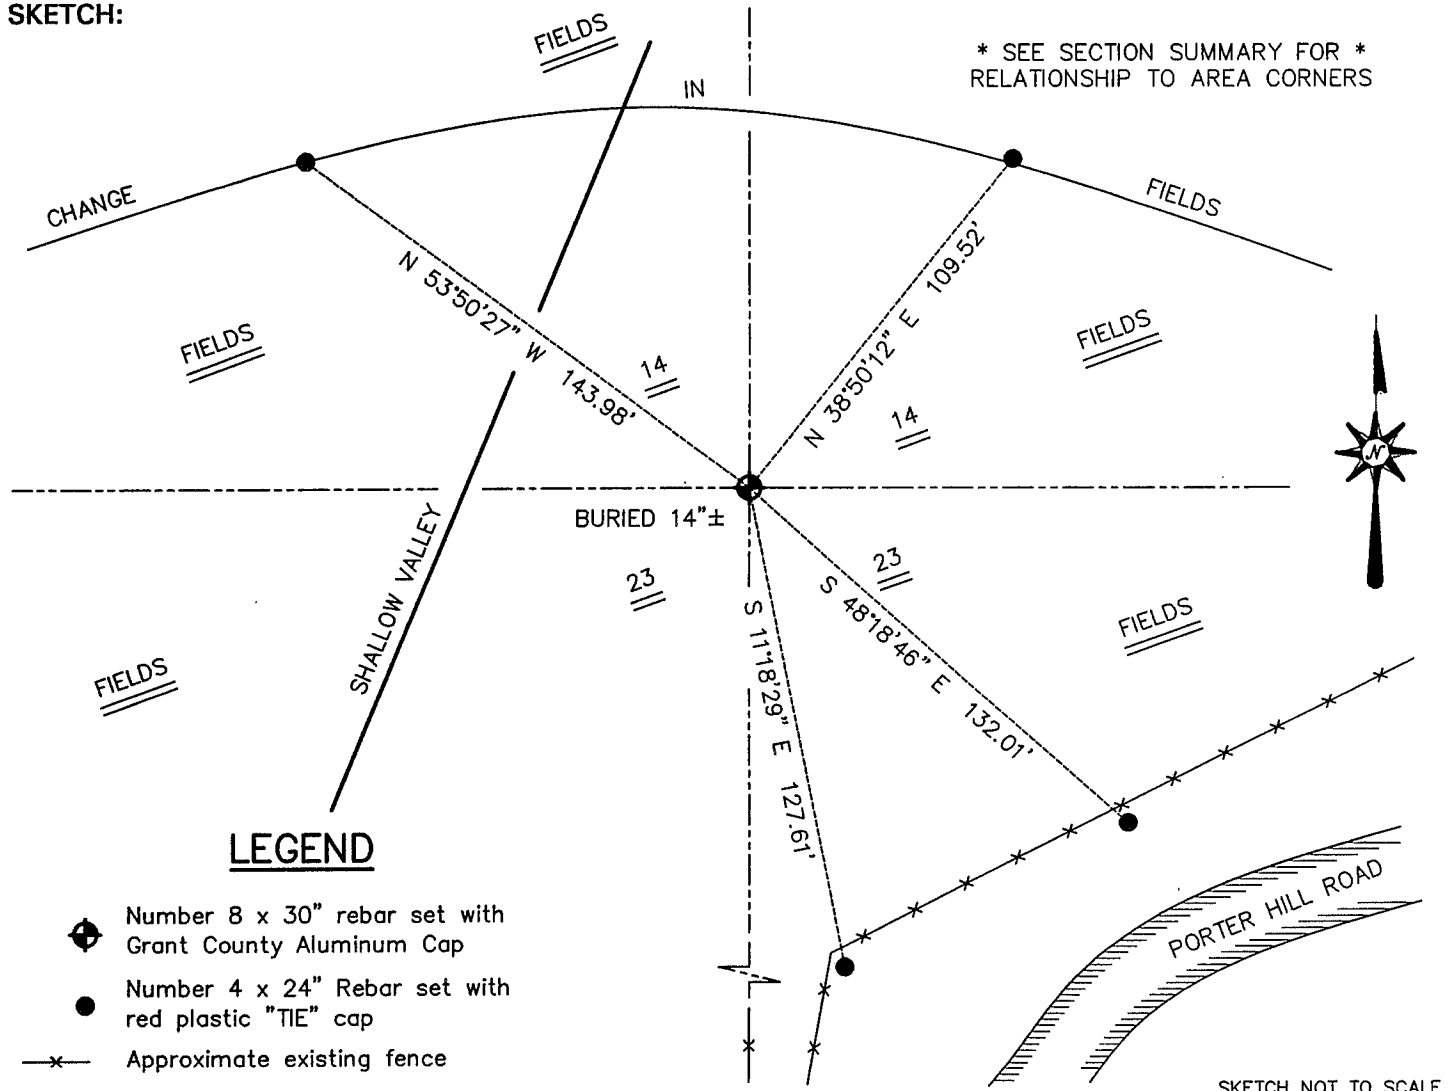 SKETCH:
FIELDS
* SEE SECTION SUMMARY FOR *
RELATIONSHIP TO AREA CORNERS
IN
CHANGE
FIELDS
N 53°50'27" W 143.98'
N 38°50'12" E 109.52'
FIELDS
FIELDS
14
14
N
BURIED 14"±
SHALLOW VALLEY
23
23
S 11°18'29" E 127.61'
S 48°18'46" E 132.01'
FIELDS
FIELDS
LEGEND
Number 8 x 30" rebar set with
Grant County Aluminum Cap
Number 4 x 24" Rebar set with
red plastic "TIE" cap
Approximate existing fence
PORTER HILL ROAD
SKETCH NOT TO SCALE